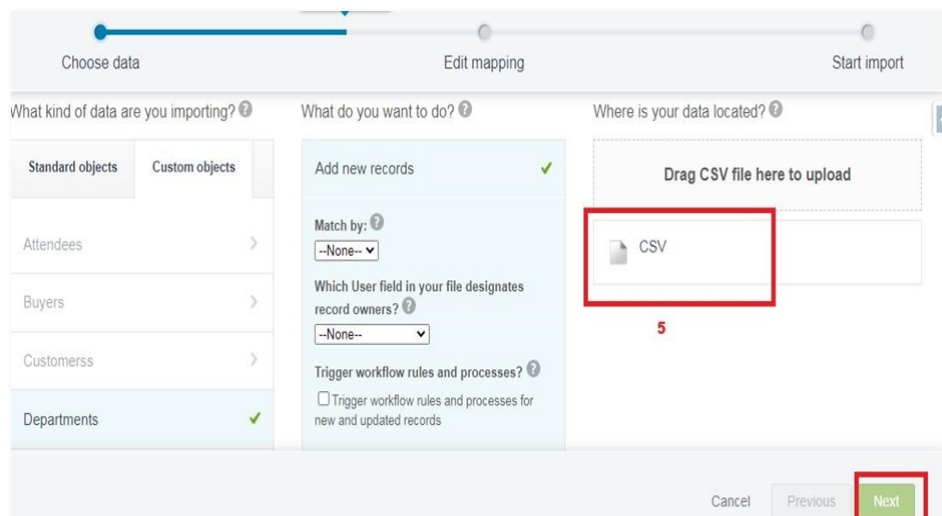 Choose data
Edit mapping
Start import
What kind of data are you importing? ?
What do you want to do? ?
Where is your data located? ?
Standard objects
Custom objects
Attendees
Buyers
Customerss
Departments
Add new records
Match by: ?
--None--
Which User field in your file designates
record owners? ?
--None--
Trigger workflow rules and processes? ?
Trigger workflow rules and processes for
new and updated records
Drag CSV file here to upload
CSV
5
Cancel
Previous
Next